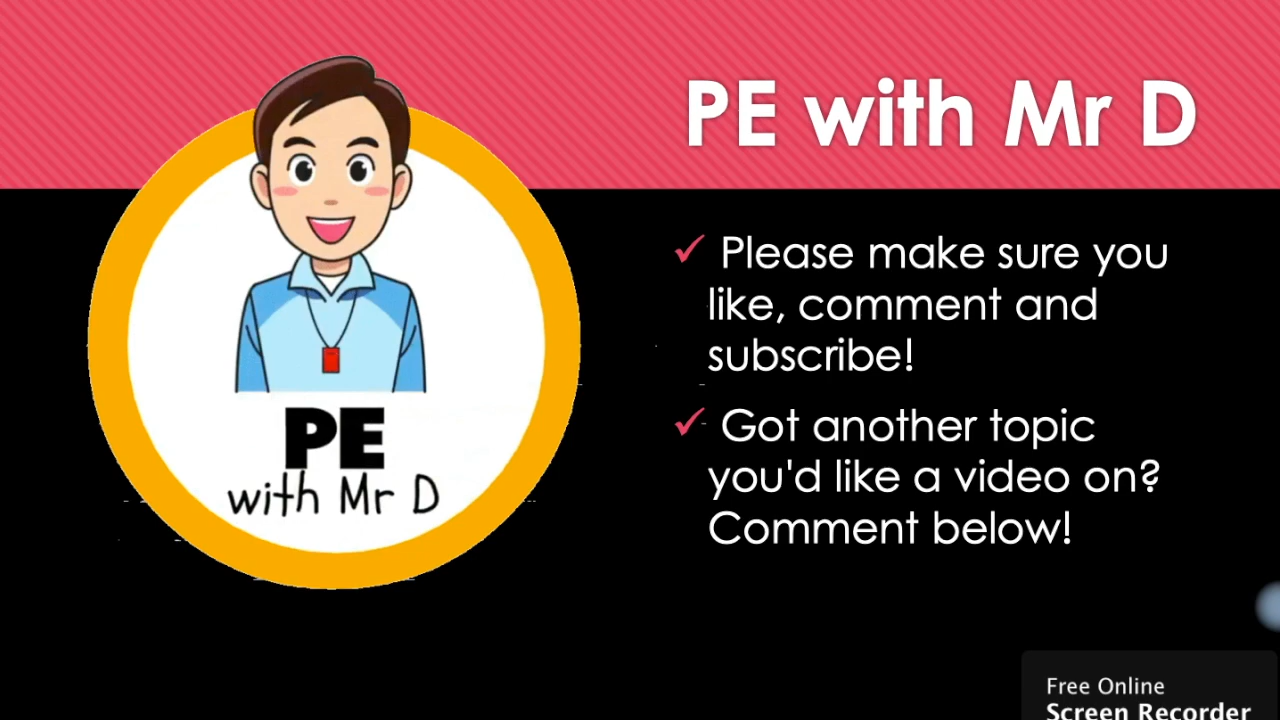 PE with Mr D
✓ Please make sure you
like, comment and
subscribe!
✓ Got another topic
you'd like a video on?
Comment below!
PE
with Mr D
Free Online
Screen Recorder